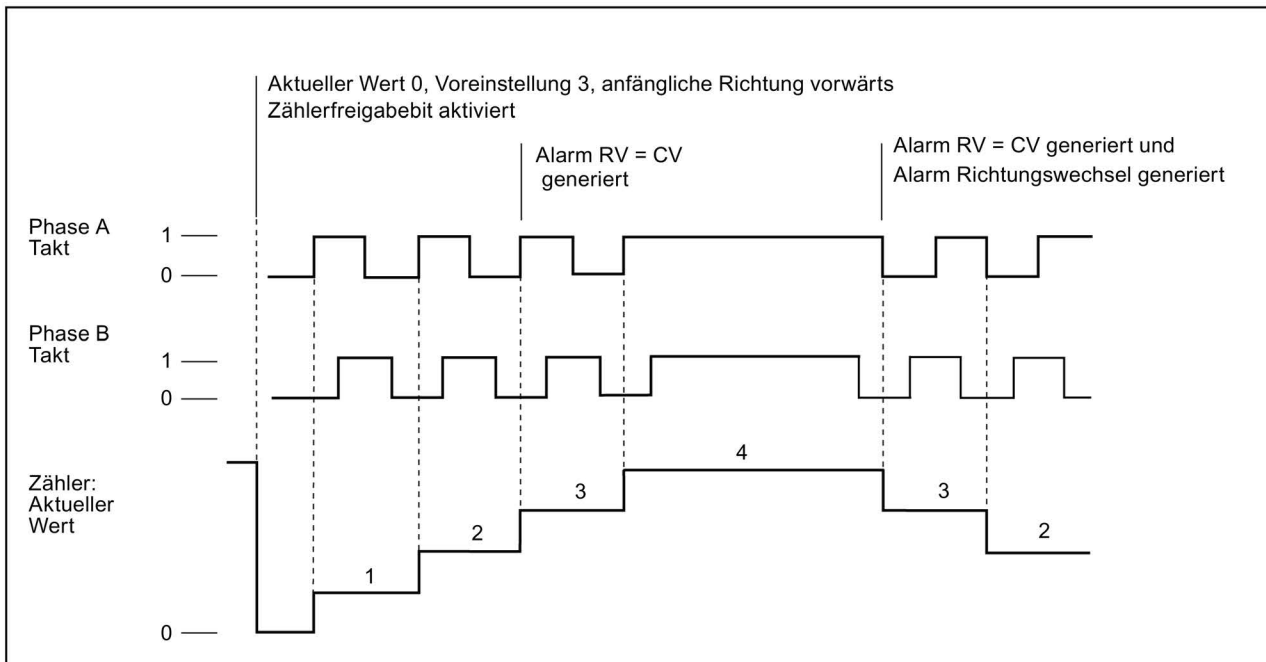 Aktueller Wert 0, Voreinstellung 3, anfängliche Richtung vorwärts
Zählerfreigabebit aktiviert
Alarm RV = CV
generiert
Alarm RV = CV generiert und
Alarm Richtungswechsel generiert
Phase A
Takt
1
0
Phase B
Takt
1
0
Zähler:
Aktueller
Wert
0
1
2
3
4
3
2